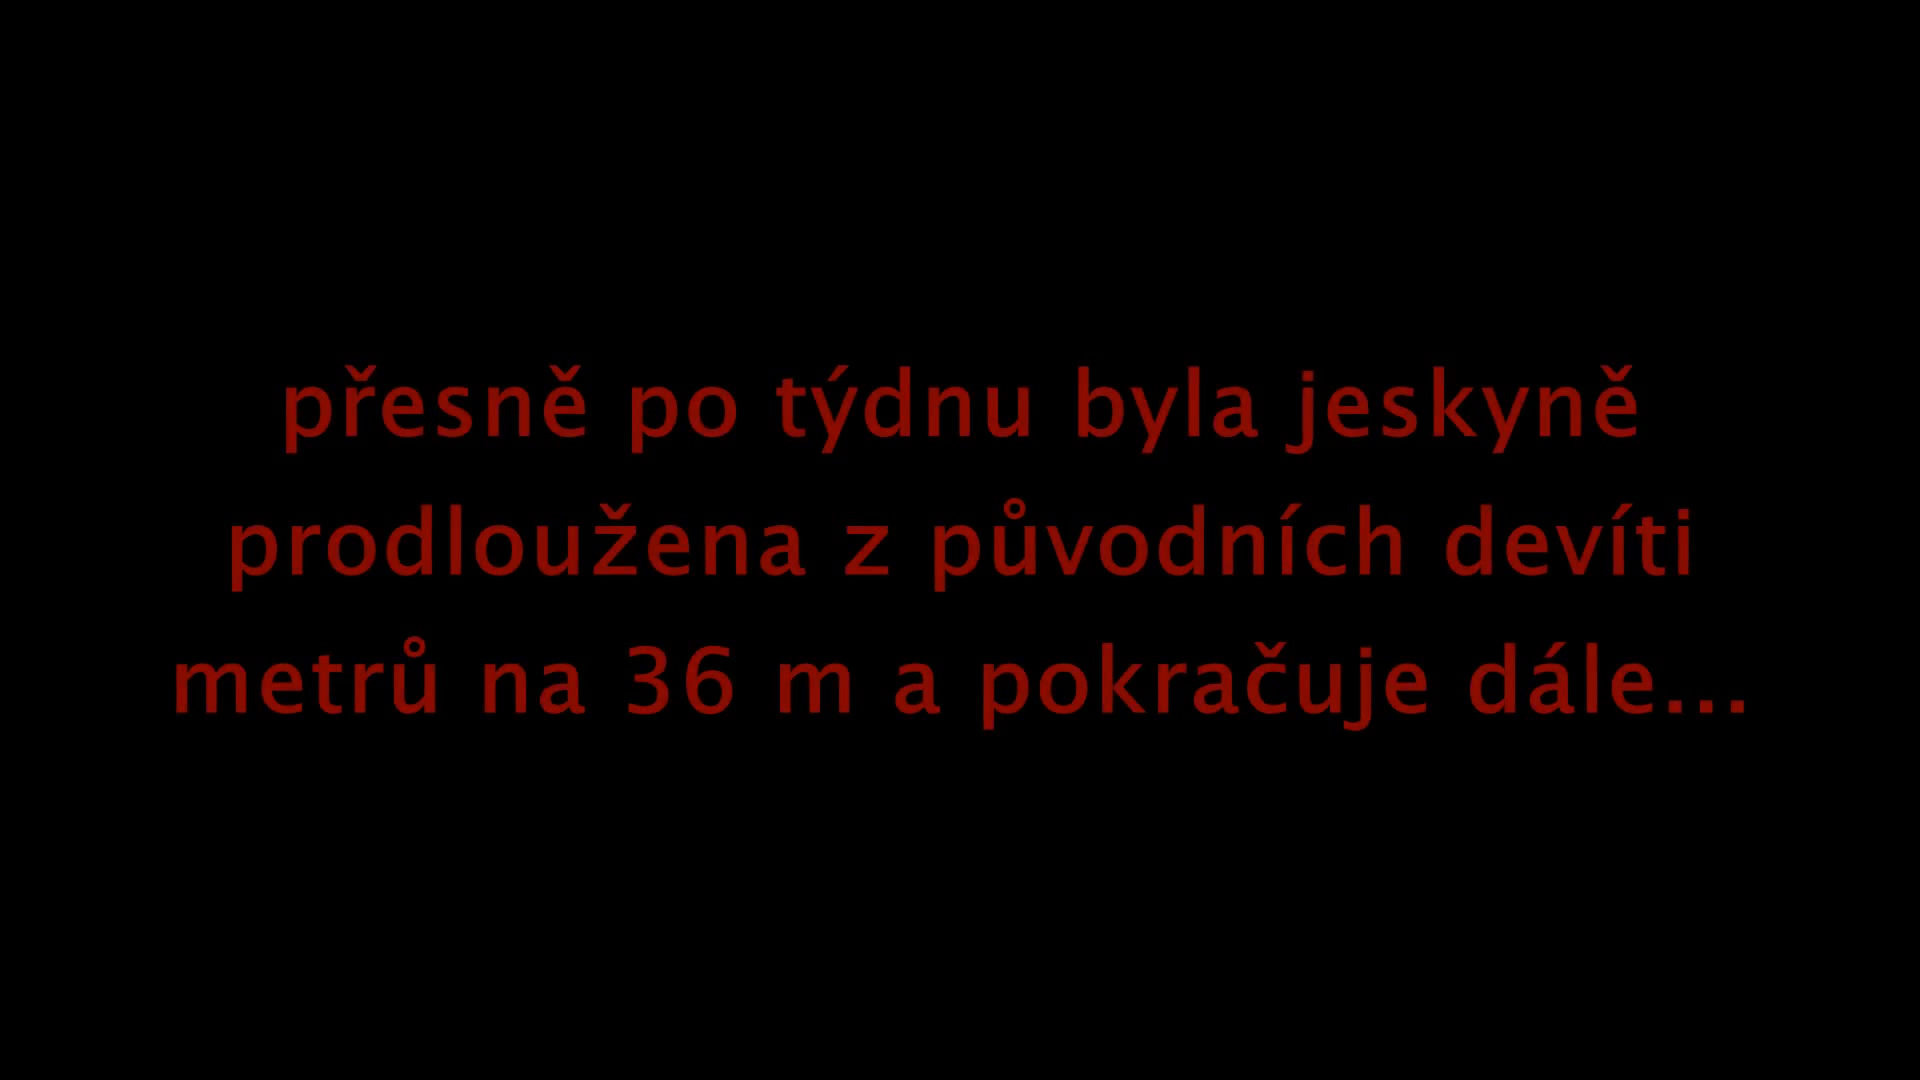 přesně po týdnu byla jeskyně
prodloužena z původních devíti
metrů na 36 m a pokračuje dále...